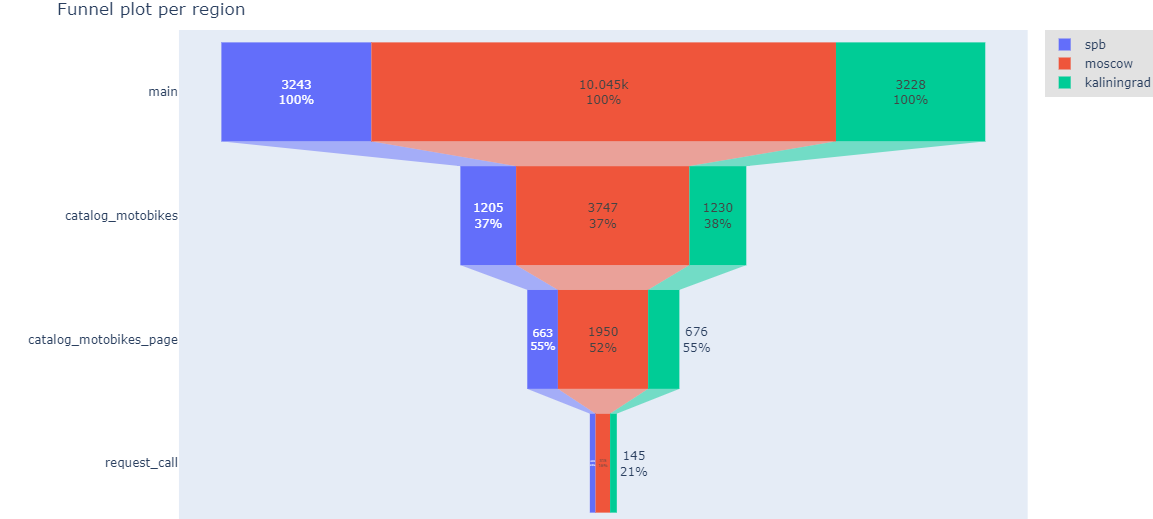 Funnel plot per region
spb
moscow
kaliningrad
main
3243
100%
10.045k
100%
3228
100%
catalog_motobikes
1205
37%
3747
37%
1230
38%
catalog_motobikes_page
663
55%
1950
52%
676
55%
request_call
145
21%